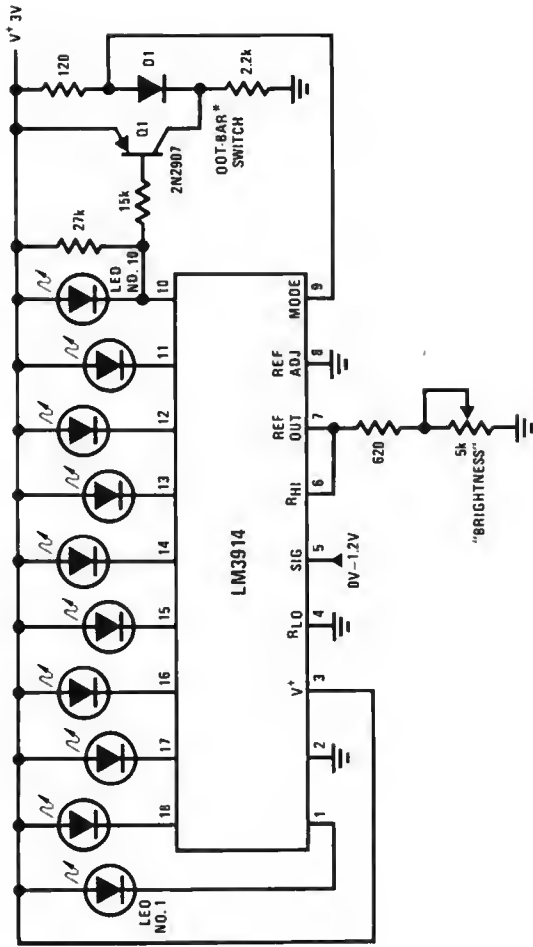 V+ 3V
LED
NO. 1
LED
NO. 10
27k
15k
Q1
2N2907
120
D1
2.2k
DOT-BAR*
SWITCH
18
17
16
15
14
13
12
11
10
LM3914
V+
RLO
SIG
RHI
REF
OUT
REF
ADJ
MODE
1
2
3
4
5
6
7
8
9
0V–1.2V
620
5k
"BRIGHTNESS"